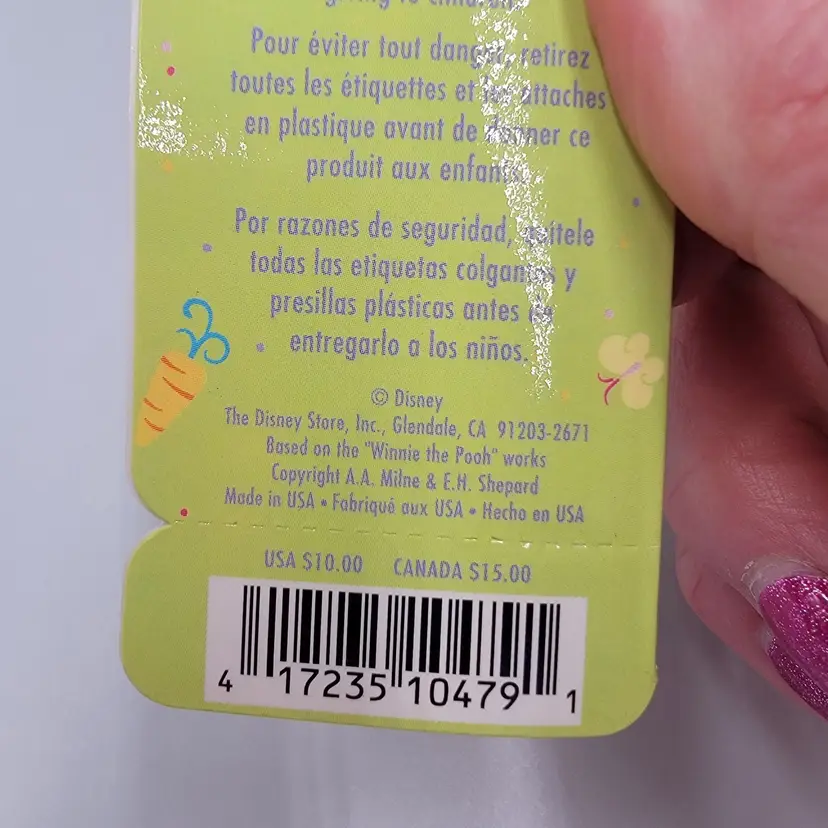 giving to children.
Pour éviter tout danger, retirez
toutes les étiquettes et les attaches
en plastique avant de donner ce
produit aux enfants.
Por razones de seguridad, quítele
todas las etiquetas colgantes y
presillas plásticas antes de
entregarlo a los niños.
© Disney
The Disney Store, Inc., Glendale, CA 91203-2671
Based on the "Winnie the Pooh" works
Copyright A.A. Milne & E.H. Shepard
Made in USA • Fabriqué aux USA • Hecho en USA
USA $10.00 CANADA $15.00
4 17235 10479 1